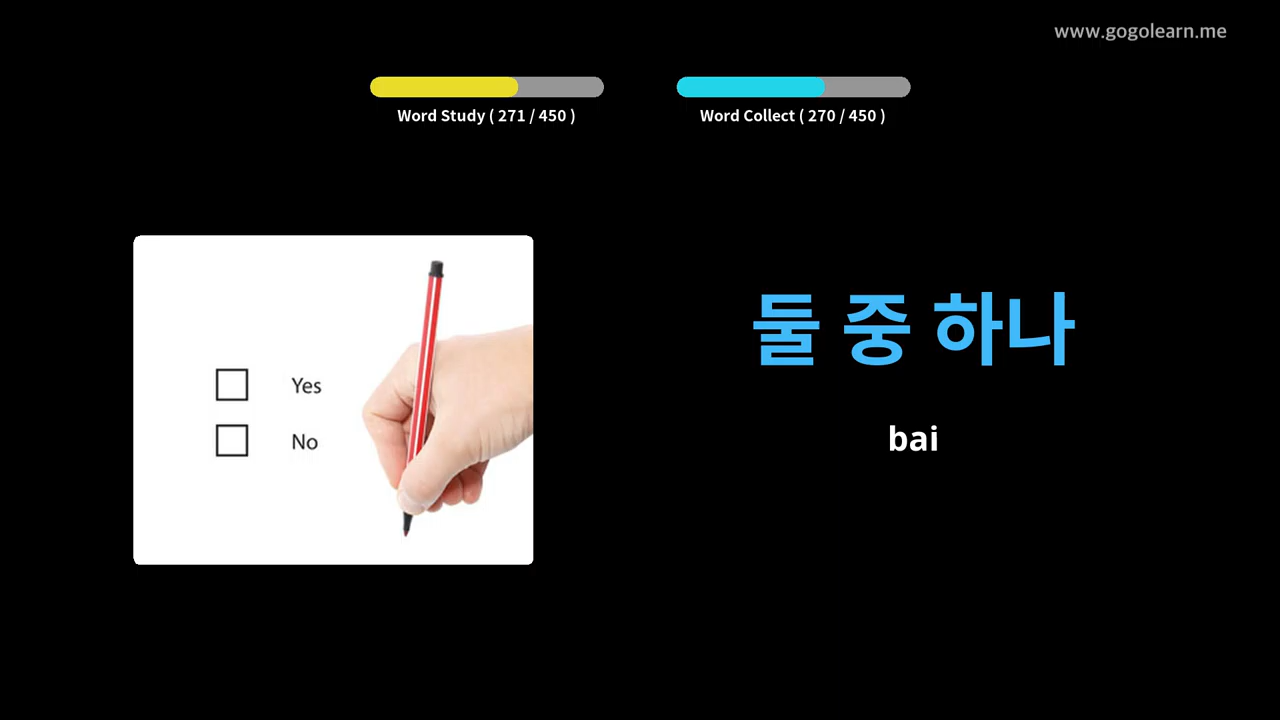 www.gogolearn.me
Word Study ( 271 / 450 )
Word Collect ( 270 / 450 )
Yes
No
둘 중 하나
bai